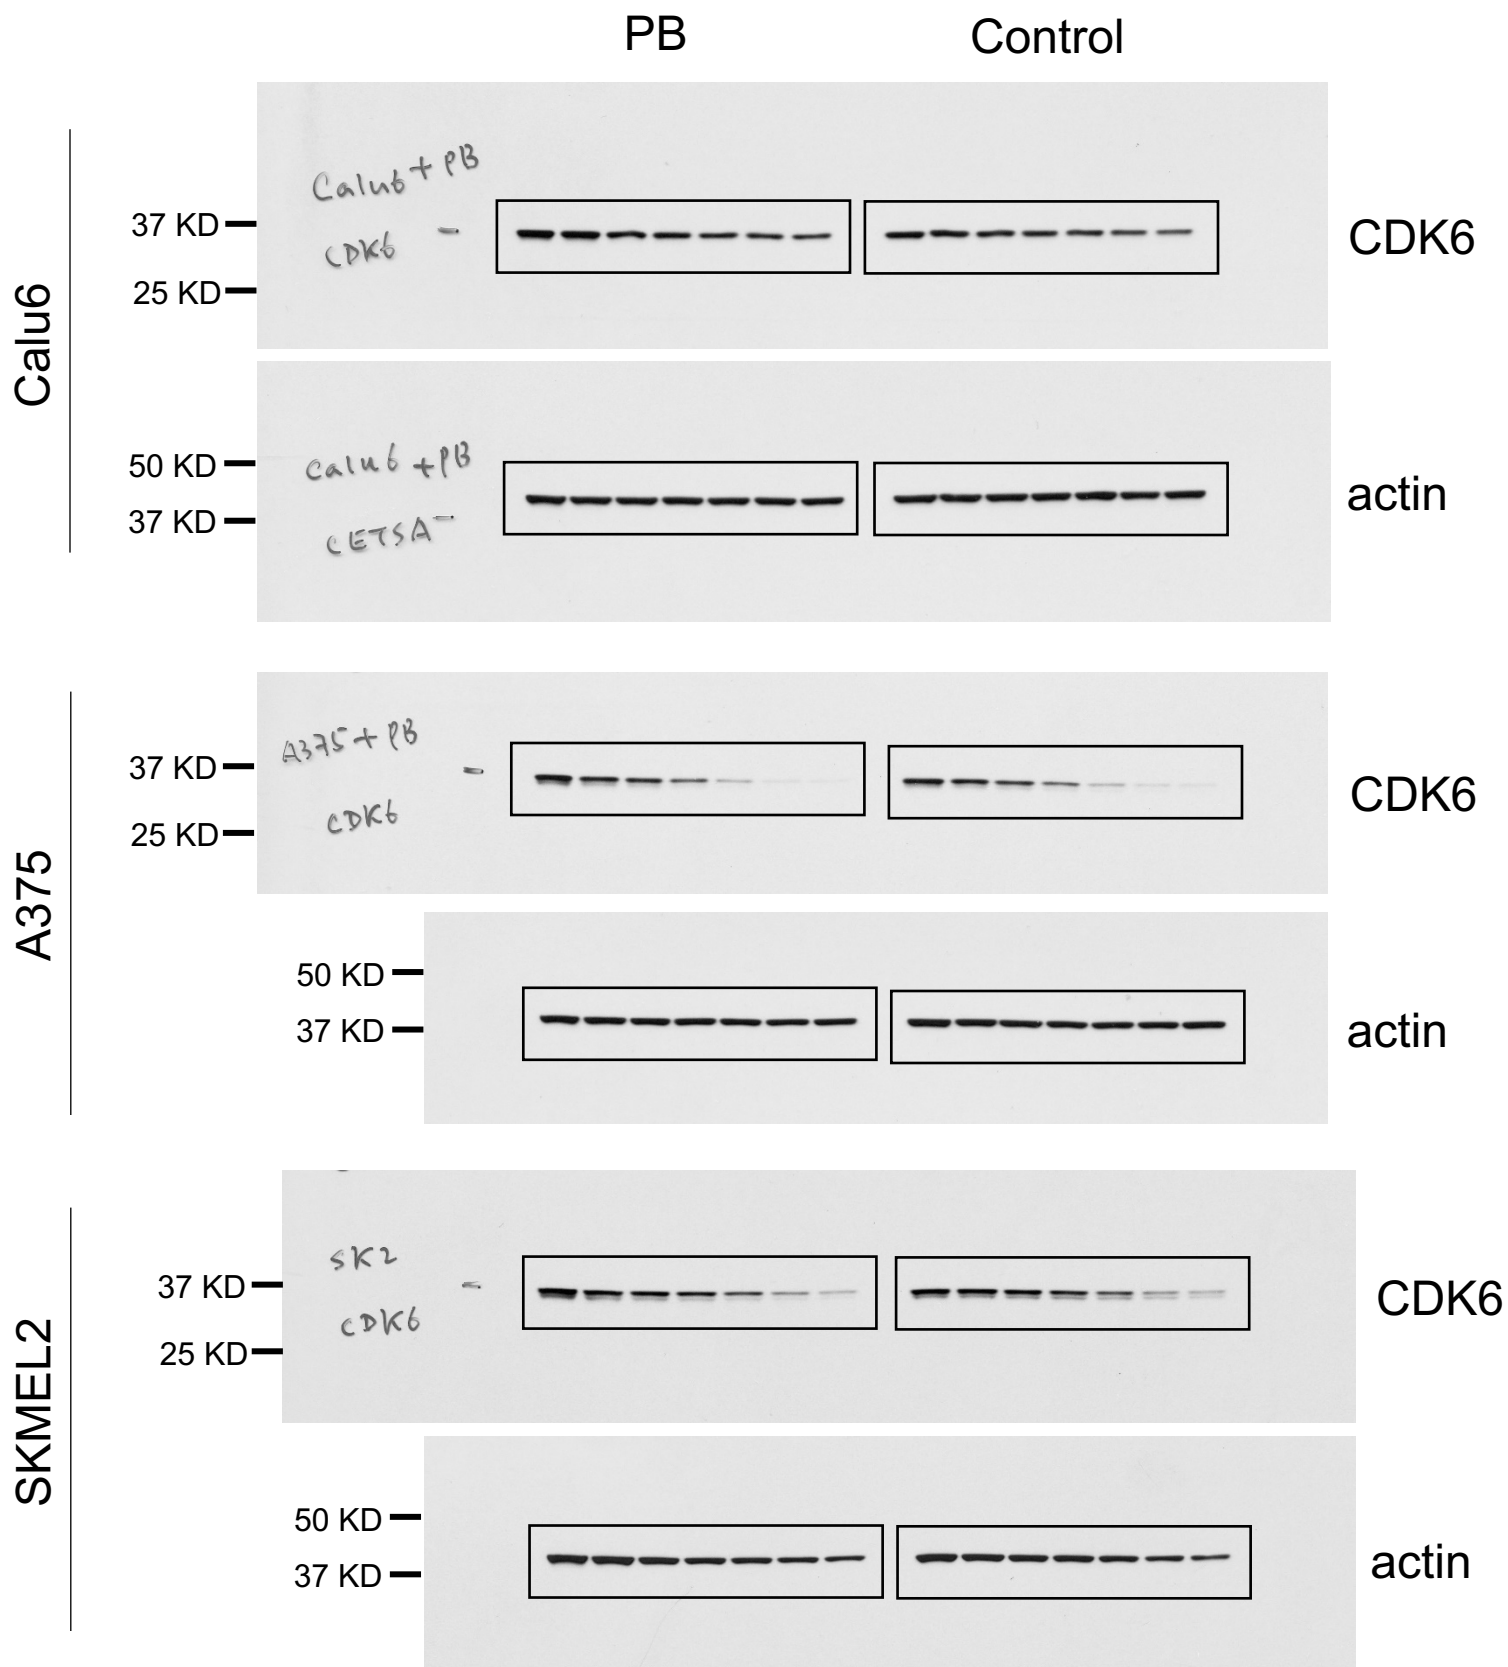 PB
Control
Calu6
Calu6 + PB
37 KD
CDK6
25 KD
CDK6
50 KD
Calu6 + PB
37 KD
CETSA
actin
A375
A375 + PB
37 KD
CDK6
25 KD
CDK6
50 KD
37 KD
actin
SKMEL2
SK2
37 KD
CDK6
25 KD
CDK6
50 KD
37 KD
actin